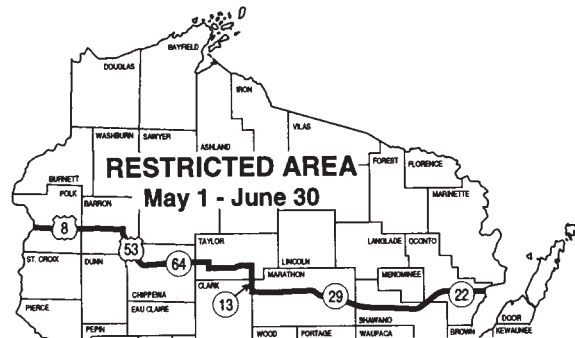 BAYFIELD
DOUGLAS
IRON
VILAS
WASHBURN
SAWYER
ASHLAND
FOREST
FLORENCE
RESTRICTED AREA
May 1 - June 30
BURNETT
POLK
BARRON
MARINETTE
8
53
64
TAYLOR
LINCOLN
LANGLADE
OCONTO
ST. CROIX
DUNN
MARATHON
MENOMINEE
CLARK
13
29
22
CHIPPEWA
EAU CLAIRE
PIERCE
PEPIN
WOOD
PORTAGE
SHAWANO
WAUPACA
BROWN
DOOR
KEWAUNEE